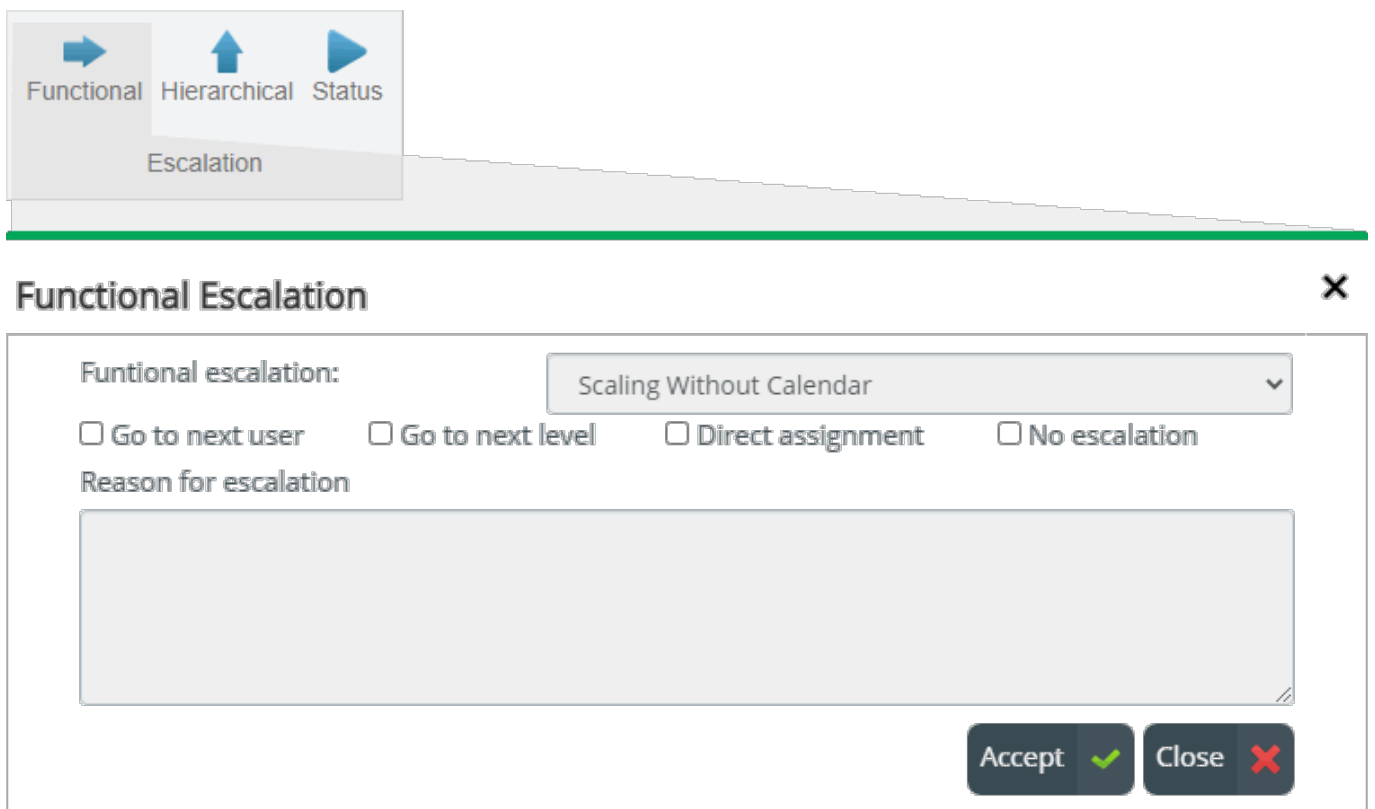 Functional Hierarchical Status
Escalation
Functional Escalation
Funtional escalation:
Scaling Without Calendar
Go to next user Go to next level Direct assignment No escalation
Reason for escalation
Accept Close